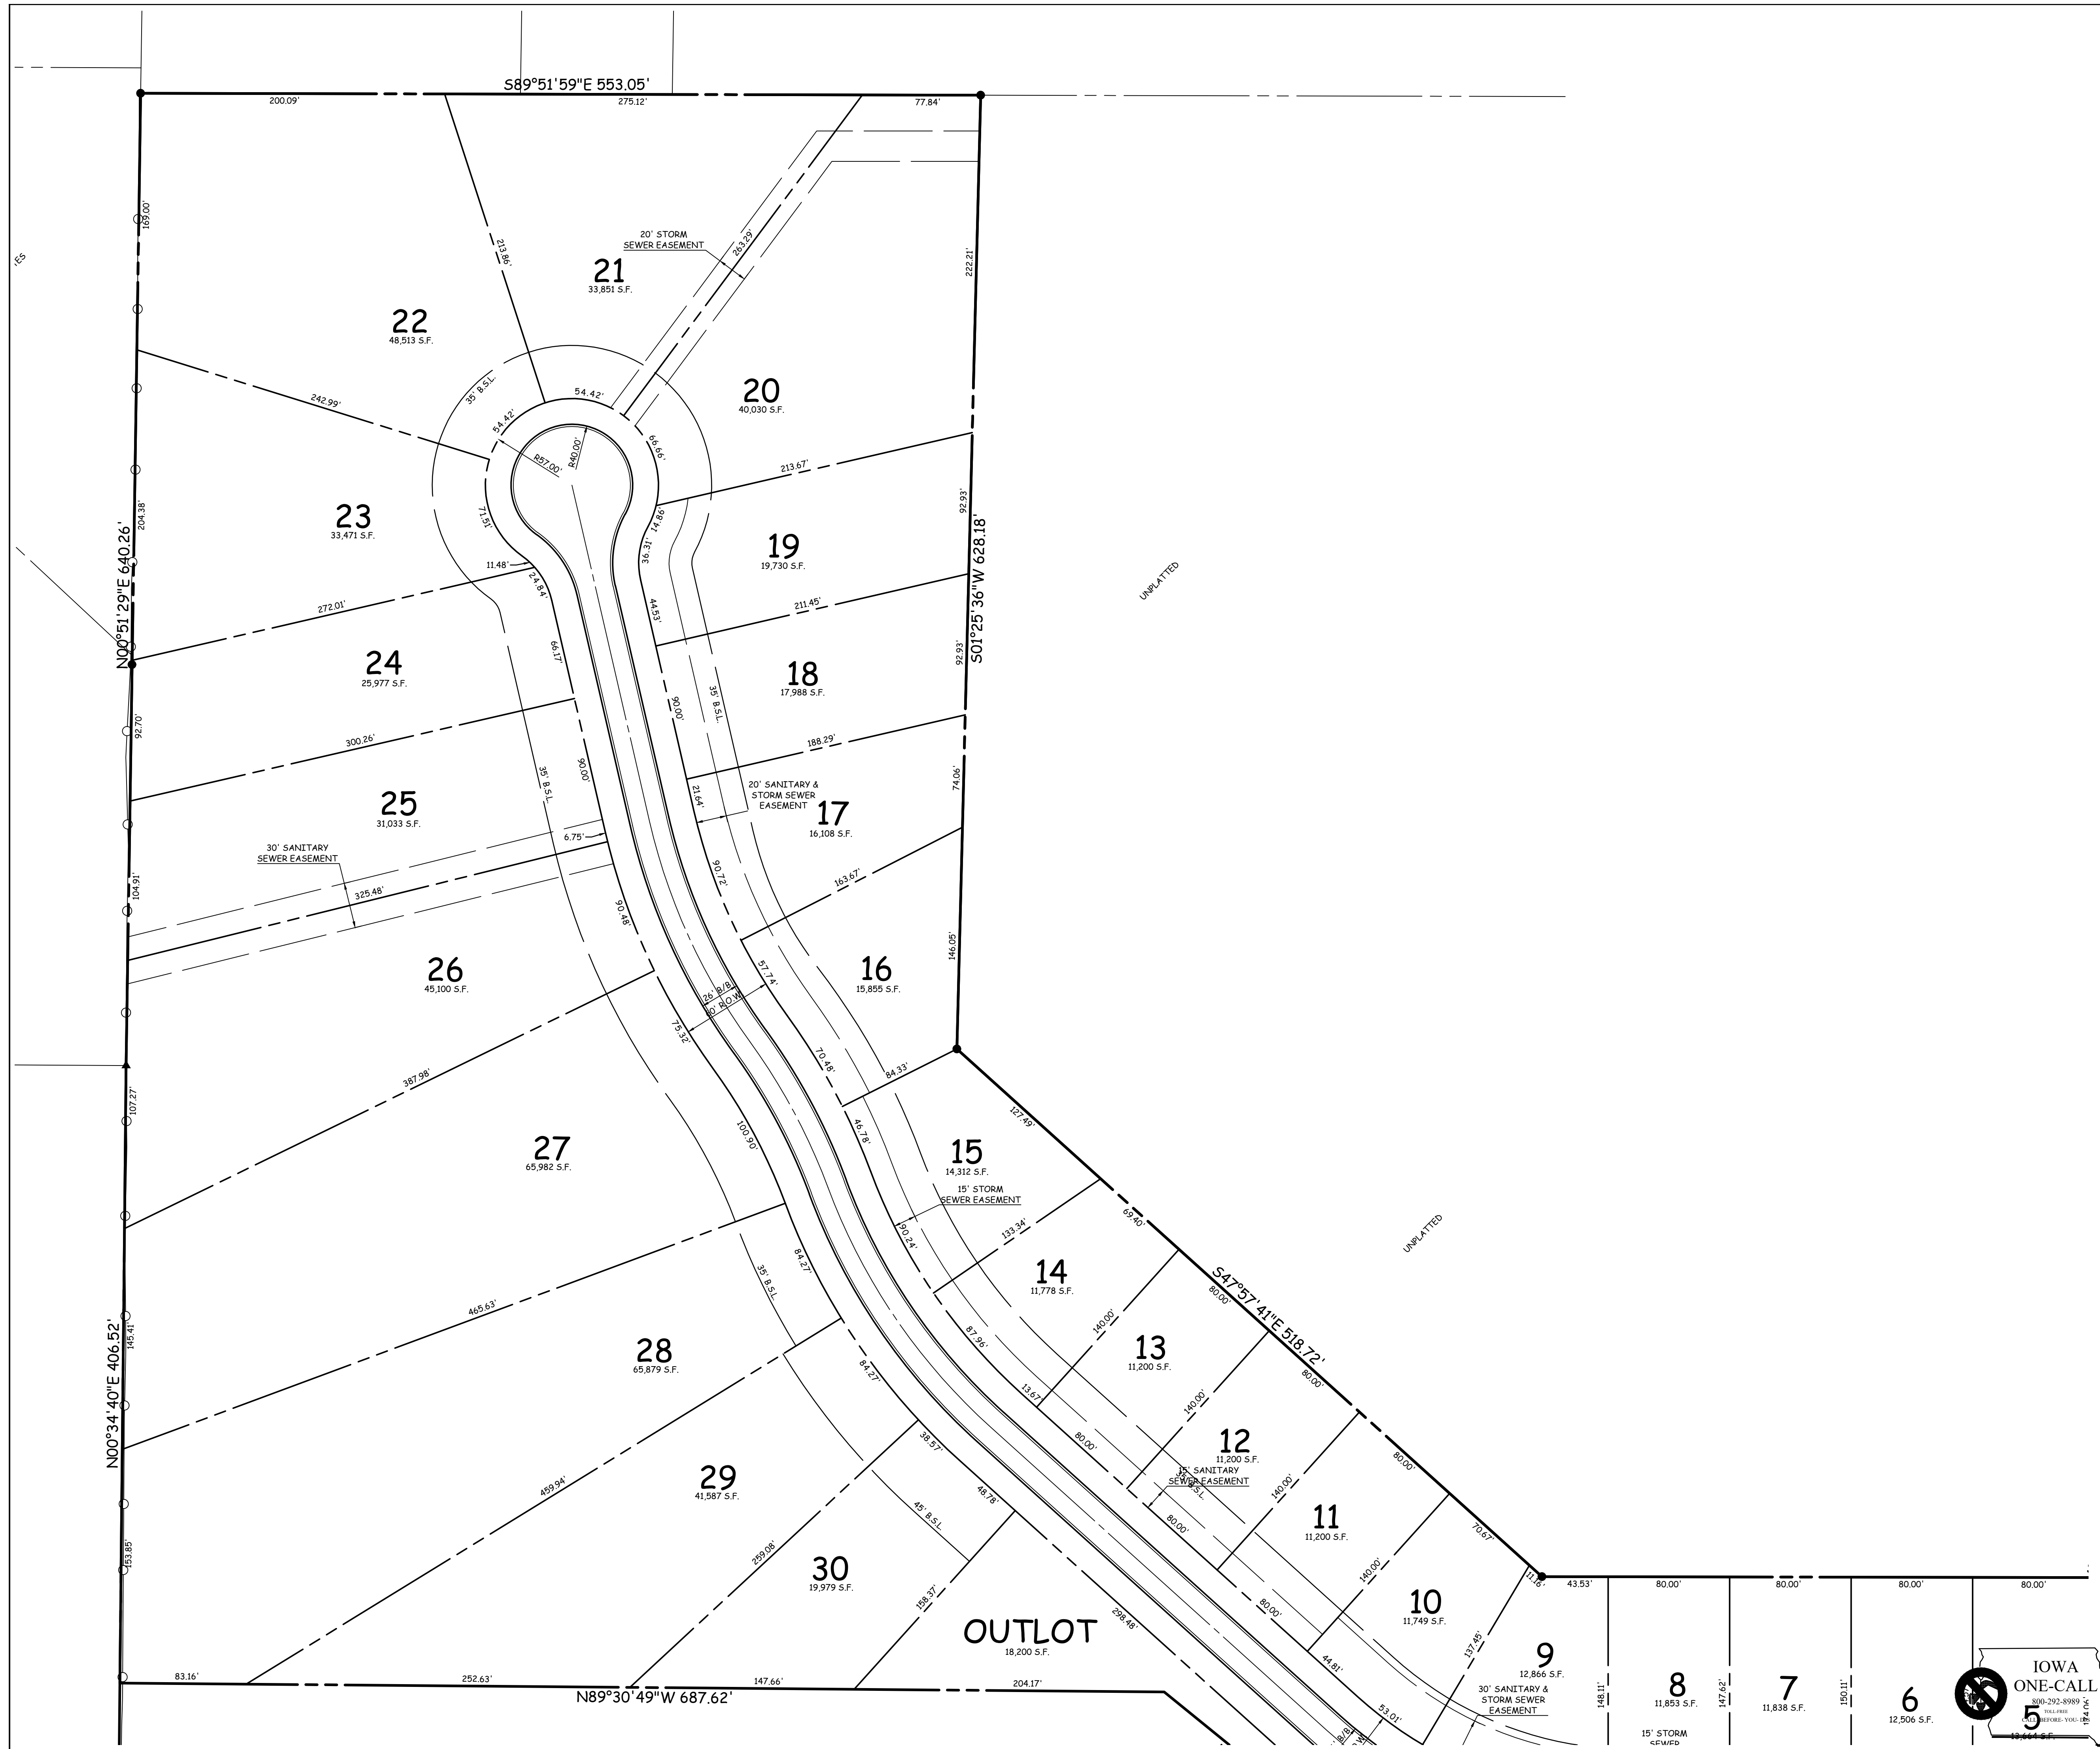 S89°51'59"E 553.05'
200.09'
275.12'
77.84'
169.00'
213.86'
20' STORM
SEWER EASEMENT
263.29'
222.21'
21
33,851 S.F.
22
48,513 S.F.
20
40,030 S.F.
35' B.S.L.
54.42'
54.42'
66.66'
R57.00'
R40.00'
242.99'
213.67'
23
33,471 S.F.
71.51'
14.86'
36.31'
92.93'
204.38'
N00°51'29"E 640.26'
S01°25'36"W 628.18'
19
19,730 S.F.
11.48'
24.84'
44.53'
272.01'
211.45'
UNPLATTED
24
25,977 S.F.
66.17'
18
17,988 S.F.
92.93'
90.00'
35' B.S.L.
92.70'
300.26'
188.29'
90.00'
35' B.S.L.
74.06'
25
31,033 S.F.
21.64'
20' SANITARY &
STORM SEWER
EASEMENT
17
16,108 S.F.
6.75'
30' SANITARY
SEWER EASEMENT
104.91'
325.48'
90.48'
90.72'
163.67'
146.05'
26
45,100 S.F.
57.74'
26' B/B
R.O.W.
16
15,855 S.F.
75.32'
70.48'
84.33'
387.98'
107.27'
100.90'
46.78'
127.49'
27
65,982 S.F.
15
14,312 S.F.
15' STORM
SEWER EASEMENT
90.24'
133.34'
69.40'
UNPLATTED
84.27'
35' B.S.L.
14
11,778 S.F.
S47°57'41"E 518.72'
80.00'
465.63'
145.41'
N00°34'40"E 406.52'
28
65,879 S.F.
84.27'
87.96'
140.00'
13
11,200 S.F.
80.00'
13.67'
140.00'
38.57'
80.00'
12
11,200 S.F.
15' SANITARY
SEWER EASEMENT
80.00'
29
41,587 S.F.
459.94'
48.78'
45' B.S.L.
140.00'
11
11,200 S.F.
80.00'
70.67'
153.85'
259.08'
30
19,979 S.F.
158.37'
140.00'
80.00'
11.16'
43.53'
80.00'
80.00'
80.00'
80.00'
10
11,749 S.F.
OUTLOT
18,200 S.F.
298.48'
44.81'
137.45'
9
12,866 S.F.
30' SANITARY &
STORM SEWER
EASEMENT
53.01'
148.11'
8
11,853 S.F.
147.62'
7
11,838 S.F.
150.11'
6
12,506 S.F.
5
IOWA
ONE-CALL
800-292-8989
TOLL-FREE
83.16'
252.63'
147.66'
204.17'
N89°30'49"W 687.62'
15' STORM
SEWER
B/B